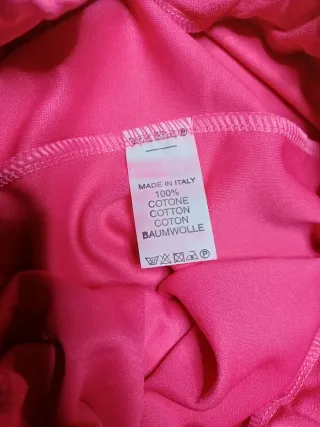 MADE IN ITALY
100%
COTONE
COTTON
COTON
BAUMWOLLE